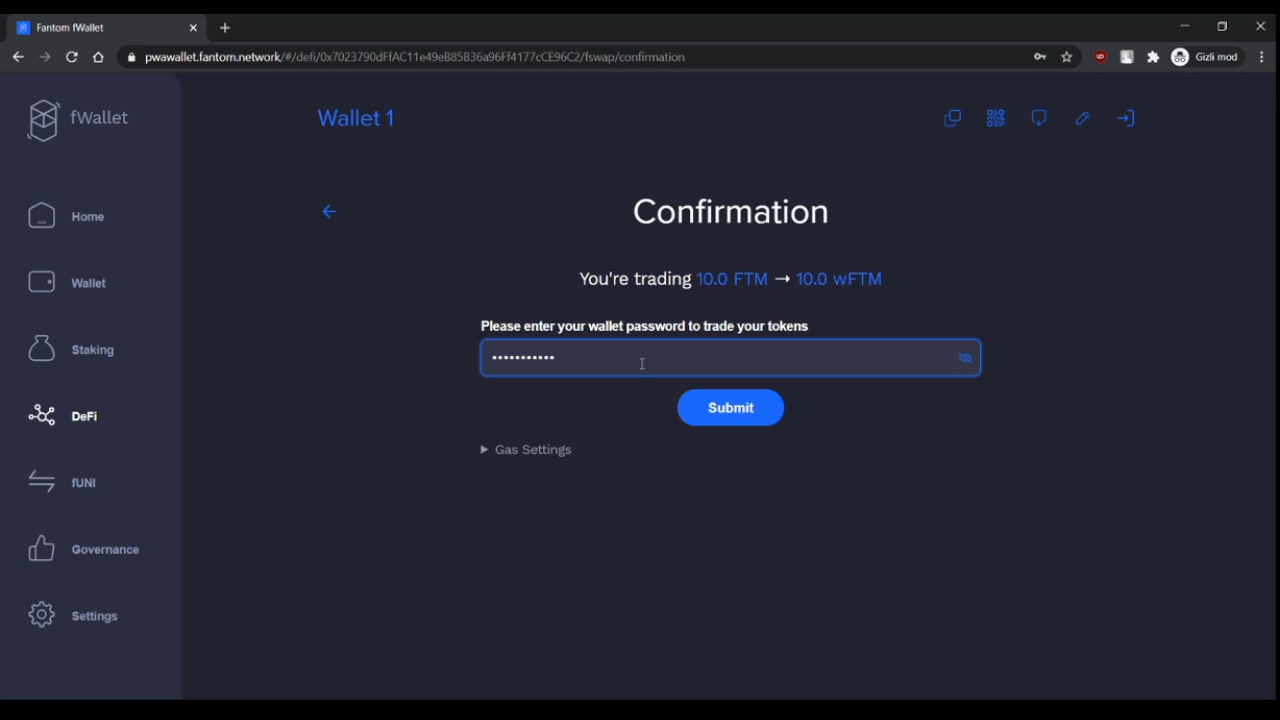 Fantom fWallet
pwawallet.fantom.network/#/defi/0x7023790dFfAC11e49eB85B36a96Ff4177cCE96C2/fswap/confirmation
Gizli mod
fWallet
Wallet 1
Home
Wallet
Staking
DeFi
fUNI
Governance
Settings
Confirmation
You're trading 10.0 FTM → 10.0 wFTM
Please enter your wallet password to trade your tokens
•••••••••••
Submit
▶ Gas Settings